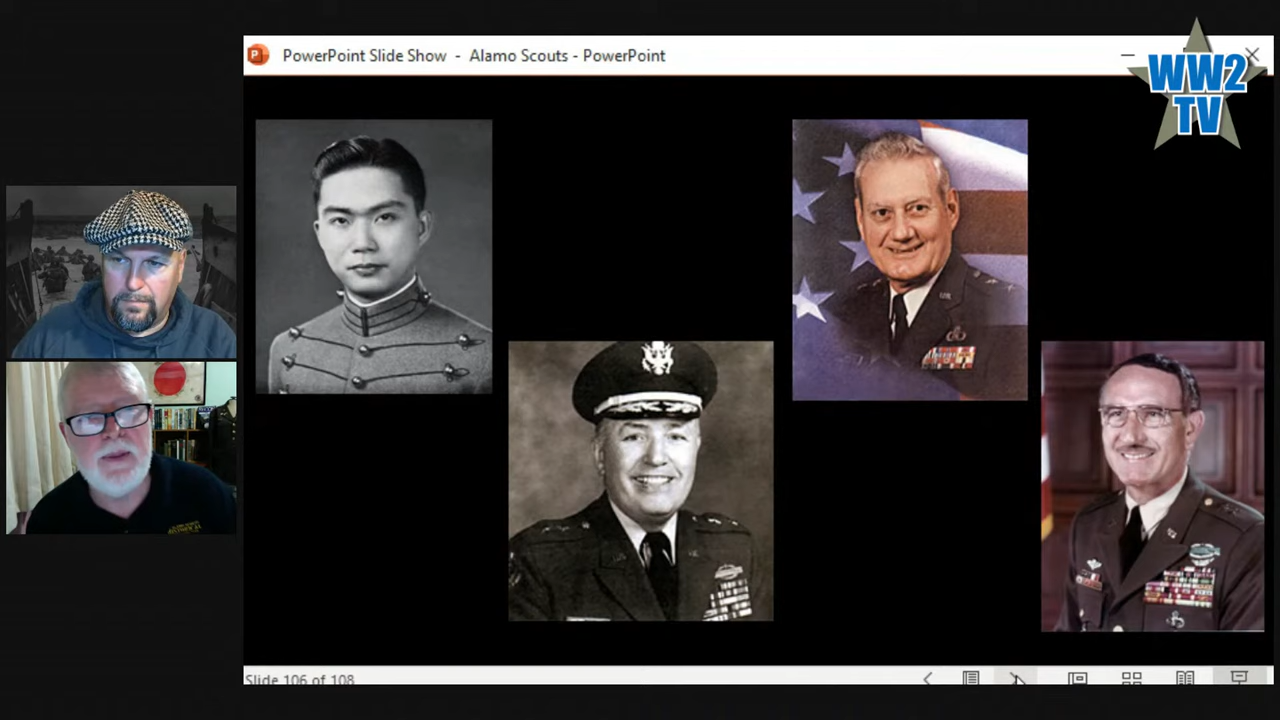 PowerPoint Slide Show - Alamo Scouts - PowerPoint
WW2
TV
Slide 106 of 108